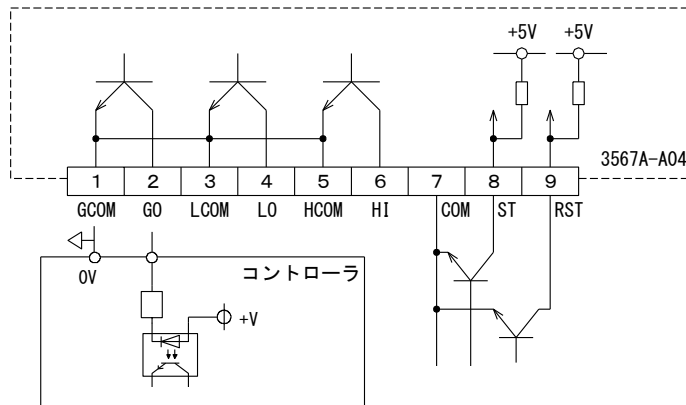 +5V +5V
3567A-A04
1 2 3 4 5 6 7 8 9
GCOM GO LCOM LO HCOM HI COM ST RST
0V
コントローラ
+V